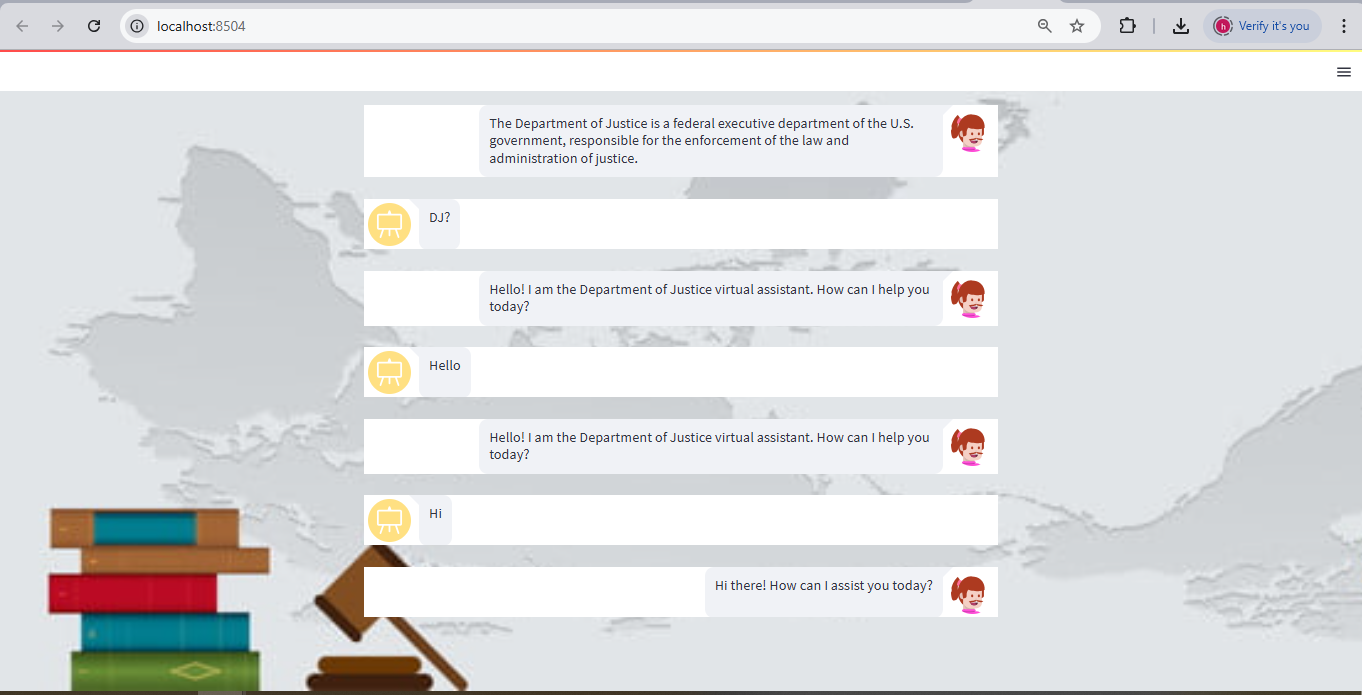 localhost:8504
h
Verify it's you
The Department of Justice is a federal executive department of the U.S.
government, responsible for the enforcement of the law and
administration of justice.
DJ?
Hello! I am the Department of Justice virtual assistant. How can I help you
today?
Hello
Hello! I am the Department of Justice virtual assistant. How can I help you
today?
Hi
Hi there! How can I assist you today?